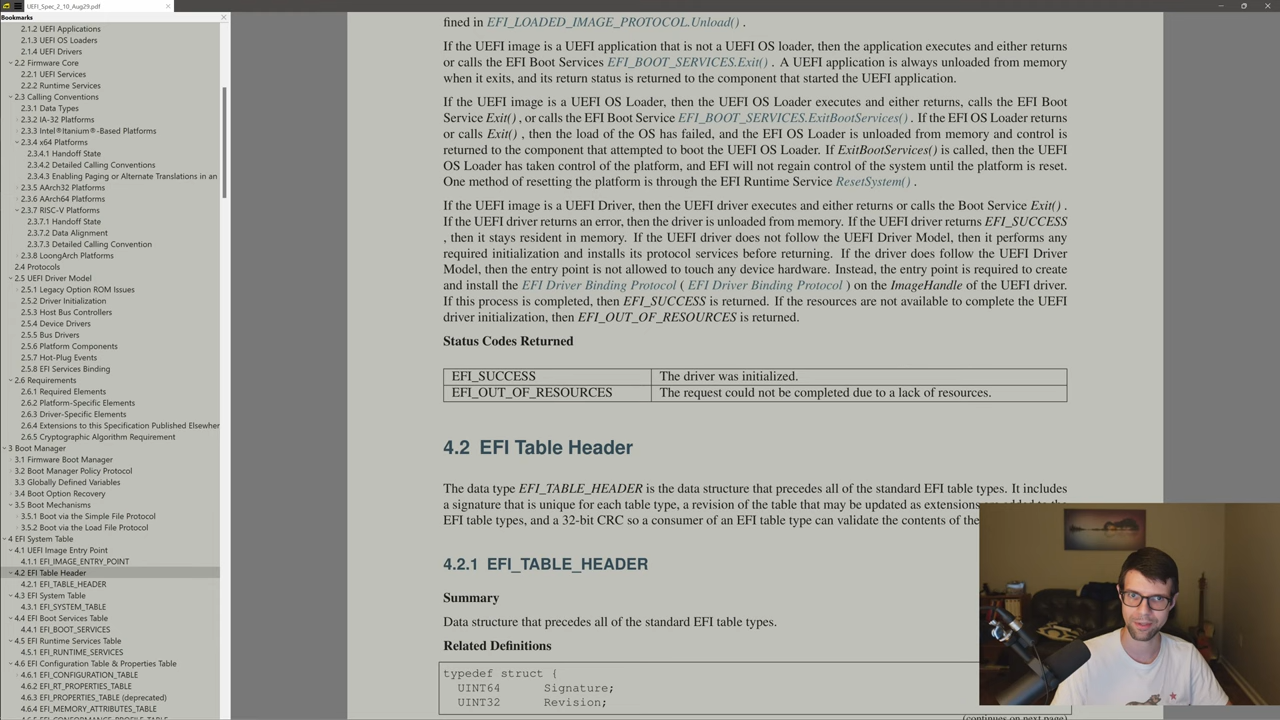 UEFI_Spec_2_10_Aug29.pdf
Bookmarks
2.1.2 UEFI Applications
2.1.3 UEFI OS Loaders
2.1.4 UEFI Drivers
2.2 Firmware Core
2.2.1 UEFI Services
2.2.2 Runtime Services
2.3 Calling Conventions
2.3.1 Data Types
2.3.2 IA-32 Platforms
2.3.3 Intel®Itanium®-Based Platforms
2.3.4 x64 Platforms
2.3.4.1 Handoff State
2.3.4.2 Detailed Calling Conventions
2.3.4.3 Enabling Paging or Alternate Translations in an
2.3.5 AArch32 Platforms
2.3.6 AArch64 Platforms
2.3.7 RISC-V Platforms
2.3.7.1 Handoff State
2.3.7.2 Data Alignment
2.3.7.3 Detailed Calling Convention
2.3.8 LoongArch Platforms
2.4 Protocols
2.5 UEFI Driver Model
2.5.1 Legacy Option ROM Issues
2.5.2 Driver Initialization
2.5.3 Host Bus Controllers
2.5.4 Device Drivers
2.5.5 Bus Drivers
2.5.6 Platform Components
2.5.7 Hot-Plug Events
2.5.8 EFI Services Binding
2.6 Requirements
2.6.1 Required Elements
2.6.2 Platform-Specific Elements
2.6.3 Driver-Specific Elements
2.6.4 Extensions to this Specification Published Elsewher
2.6.5 Cryptographic Algorithm Requirement
3 Boot Manager
3.1 Firmware Boot Manager
3.2 Boot Manager Policy Protocol
3.3 Globally Defined Variables
3.4 Boot Option Recovery
3.5 Boot Mechanisms
3.5.1 Boot via the Simple File Protocol
3.5.2 Boot via the Load File Protocol
4 EFI System Table
4.1 UEFI Image Entry Point
4.1.1 EFI_IMAGE_ENTRY_POINT
4.2 EFI Table Header
4.2.1 EFI_TABLE_HEADER
4.3 EFI System Table
4.3.1 EFI_SYSTEM_TABLE
4.4 EFI Boot Services Table
4.4.1 EFI_BOOT_SERVICES
4.5 EFI Runtime Services Table
4.5.1 EFI_RUNTIME_SERVICES
4.6 EFI Configuration Table & Properties Table
4.6.1 EFI_CONFIGURATION_TABLE
4.6.2 EFI_RT_PROPERTIES_TABLE
4.6.3 EFI_PROPERTIES_TABLE (deprecated)
4.6.4 EFI_MEMORY_ATTRIBUTES_TABLE
4.6.5 EFI_CONFORMANCE_PROFILE_TABLE
fined in EFI_LOADED_IMAGE_PROTOCOL.Unload() .
If the UEFI image is a UEFI application that is not a UEFI OS loader, then the application executes and either returns
or calls the EFI Boot Services EFI_BOOT_SERVICES.Exit() . A UEFI application is always unloaded from memory
when it exits, and its return status is returned to the component that started the UEFI application.
If the UEFI image is a UEFI OS Loader, then the UEFI OS Loader executes and either returns, calls the EFI Boot
Service Exit() , or calls the EFI Boot Service EFI_BOOT_SERVICES.ExitBootServices() . If the EFI OS Loader returns
or calls Exit() , then the load of the OS has failed, and the EFI OS Loader is unloaded from memory and control is
returned to the component that attempted to boot the UEFI OS Loader. If ExitBootServices() is called, then the UEFI
OS Loader has taken control of the platform, and EFI will not regain control of the system until the platform is reset.
One method of resetting the platform is through the EFI Runtime Service ResetSystem() .
If the UEFI image is a UEFI Driver, then the UEFI driver executes and either returns or calls the Boot Service Exit() .
If the UEFI driver returns an error, then the driver is unloaded from memory. If the UEFI driver returns EFI_SUCCESS
, then it stays resident in memory. If the UEFI driver does not follow the UEFI Driver Model, then it performs any
required initialization and installs its protocol services before returning. If the driver does follow the UEFI Driver
Model, then the entry point is not allowed to touch any device hardware. Instead, the entry point is required to create
and install the EFI Driver Binding Protocol ( EFI Driver Binding Protocol ) on the ImageHandle of the UEFI driver.
If this process is completed, then EFI_SUCCESS is returned. If the resources are not available to complete the UEFI
driver initialization, then EFI_OUT_OF_RESOURCES is returned.
Status Codes Returned
EFI_SUCCESS The driver was initialized.
EFI_OUT_OF_RESOURCES The request could not be completed due to a lack of resources.
4.2 EFI Table Header
The data type EFI_TABLE_HEADER is the data structure that precedes all of the standard EFI table types. It includes
a signature that is unique for each table type, a revision of the table that may be updated as extensions are added to the
EFI table types, and a 32-bit CRC so a consumer of an EFI table type can validate the contents of the
4.2.1 EFI_TABLE_HEADER
Summary
Data structure that precedes all of the standard EFI table types.
Related Definitions
typedef struct {
UINT64 Signature;
UINT32 Revision;
(continues on next page)